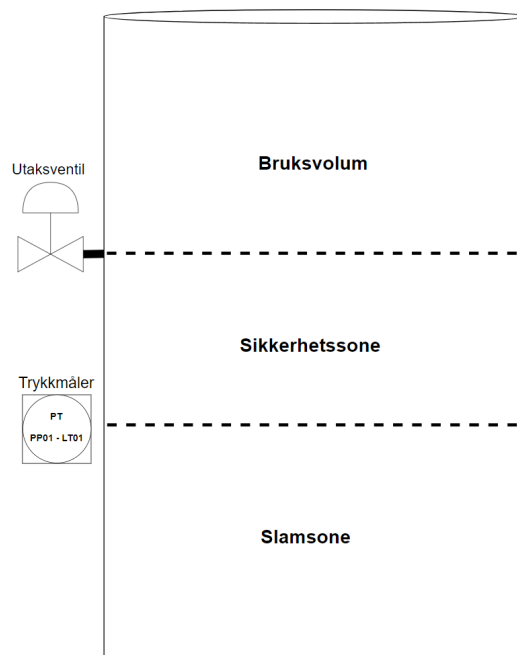 Bruksvolum
Utaksventil
Sikkerhetssone
Trykkmåler
PT
PP01 - LT01
Slamsone